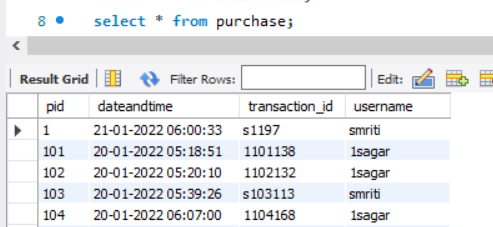 8 select * from purchase;
Result Grid Filter Rows: Edit:
pid dateandtime transaction_id username
1 21-01-2022 06:00:33 s1197 smriti
101 20-01-2022 05:18:51 1101138 1sagar
102 20-01-2022 05:20:10 1102132 1sagar
103 20-01-2022 05:39:26 s103113 smriti
104 20-01-2022 06:07:00 1104168 1sagar